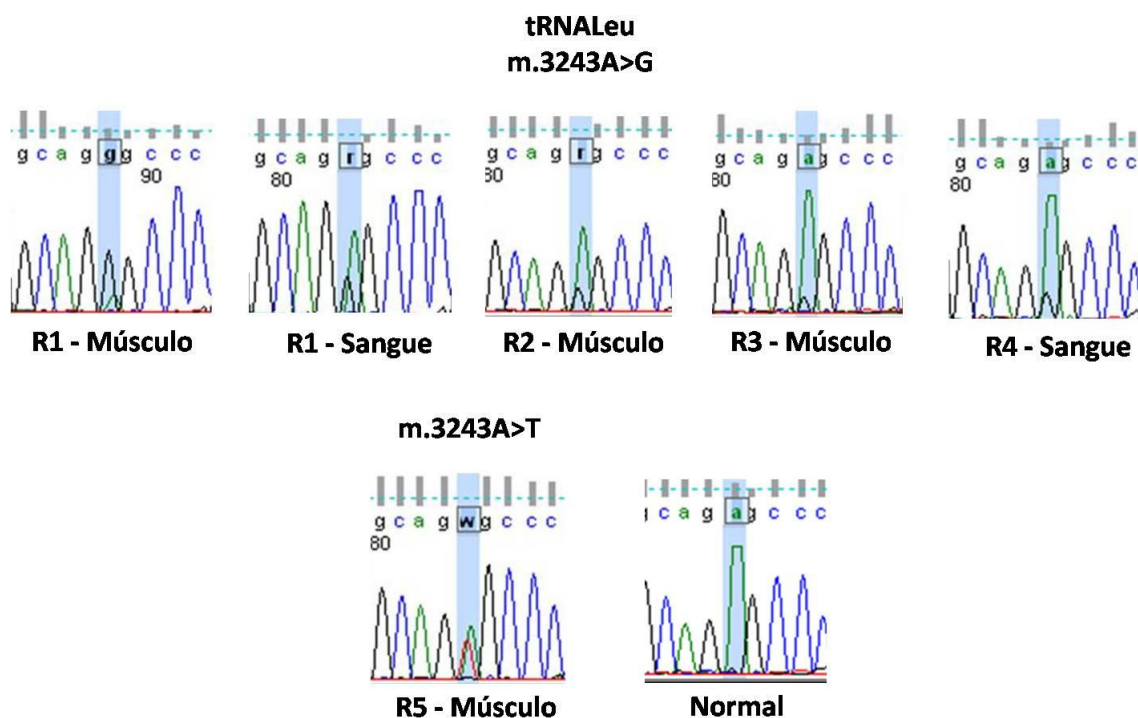 tRNALeu
m.3243A>G
g c a g g g c c c
90
R1 - Músculo
g c a g r g c c c
80
R1 - Sangue
g c a g r g c c c
80
R2 - Músculo
g c a g a g c c c
80
R3 - Músculo
g c a g a g c c c
80
R4 - Sangue
m.3243A>T
g c a g w g c c c
80
R5 - Músculo
c a g a g c c c
Normal